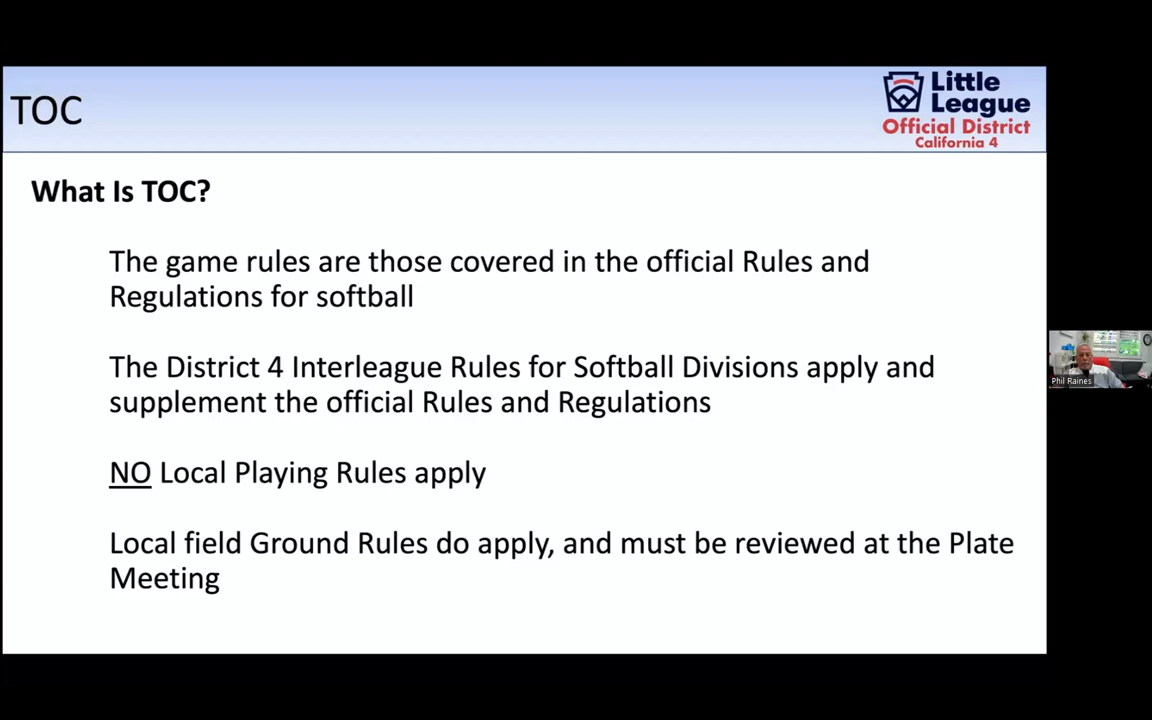 TOC
Little
League
Official District
California 4
What Is TOC?
The game rules are those covered in the official Rules and
Regulations for softball
The District 4 Interleague Rules for Softball Divisions apply and
supplement the official Rules and Regulations
NO Local Playing Rules apply
Local field Ground Rules do apply, and must be reviewed at the Plate
Meeting
Phil Raines